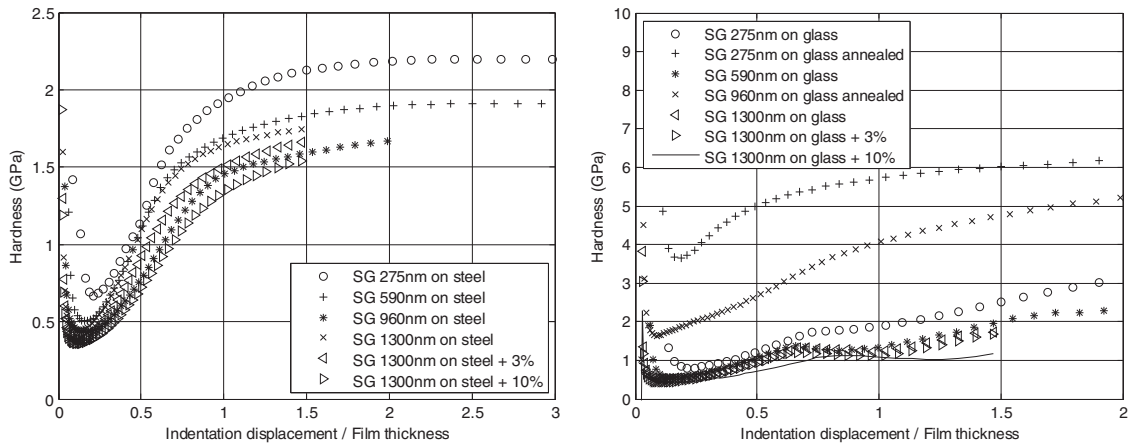 2.5
2
1.5
1
0.5
0
0 0.5 1 1.5 2 2.5 3
Hardness (GPa)
Indentation displacement / Film thickness
SG 275nm on steel
SG 590nm on steel
SG 960nm on steel
SG 1300nm on steel
SG 1300nm on steel + 3%
SG 1300nm on steel + 10%
10
9
8
7
6
5
4
3
2
1
0
0 0.5 1 1.5 2
Hardness (GPa)
Indentation displacement / Film thickness
SG 275nm on glass
SG 275nm on glass annealed
SG 590nm on glass
SG 960nm on glass annealed
SG 1300nm on glass
SG 1300nm on glass + 3%
SG 1300nm on glass + 10%